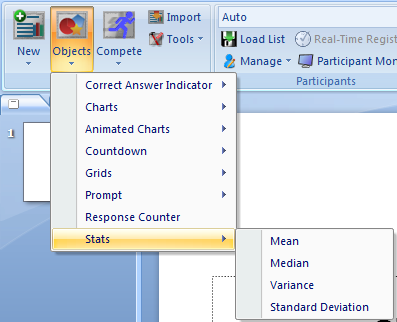 Import
Auto
New
Objects
Compete
Tools
Load List
Real-Time Regist
Manage
Participant Mon
Participants
Correct Answer Indicator
Charts
Animated Charts
Countdown
Grids
Prompt
Response Counter
Stats
Mean
Median
Variance
Standard Deviation
1